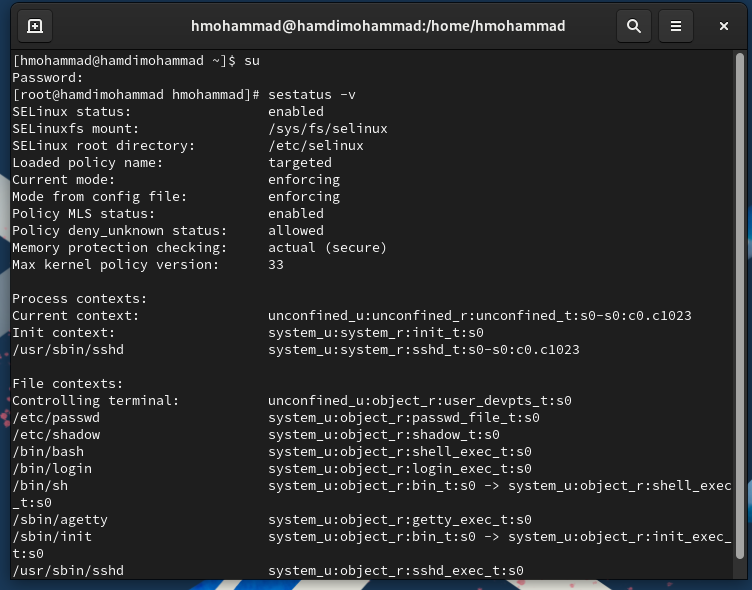 hmohammad@hamdimohammad:/home/hmohammad
[hmohammad@hamdimohammad ~]$ su
Password:
[root@hamdimohammad hmohammad]# sestatus -v
SELinux status:                 enabled
SELinuxfs mount:                /sys/fs/selinux
SELinux root directory:         /etc/selinux
Loaded policy name:             targeted
Current mode:                   enforcing
Mode from config file:          enforcing
Policy MLS status:              enabled
Policy deny_unknown status:     allowed
Memory protection checking:     actual (secure)
Max kernel policy version:      33
Process contexts:
Current context:                unconfined_u:unconfined_r:unconfined_t:s0-s0:c0.c1023
Init context:                   system_u:system_r:init_t:s0
/usr/sbin/sshd                  system_u:system_r:sshd_t:s0-s0:c0.c1023
File contexts:
Controlling terminal:           unconfined_u:object_r:user_devpts_t:s0
/etc/passwd                     system_u:object_r:passwd_file_t:s0
/etc/shadow                     system_u:object_r:shadow_t:s0
/bin/bash                       system_u:object_r:shell_exec_t:s0
/bin/login                      system_u:object_r:login_exec_t:s0
/bin/sh                         system_u:object_r:bin_t:s0 -> system_u:object_r:shell_exec
_t:s0
/sbin/agetty                    system_u:object_r:getty_exec_t:s0
/sbin/init                      system_u:object_r:bin_t:s0 -> system_u:object_r:init_exec_
t:s0
/usr/sbin/sshd                  system_u:object_r:sshd_exec_t:s0